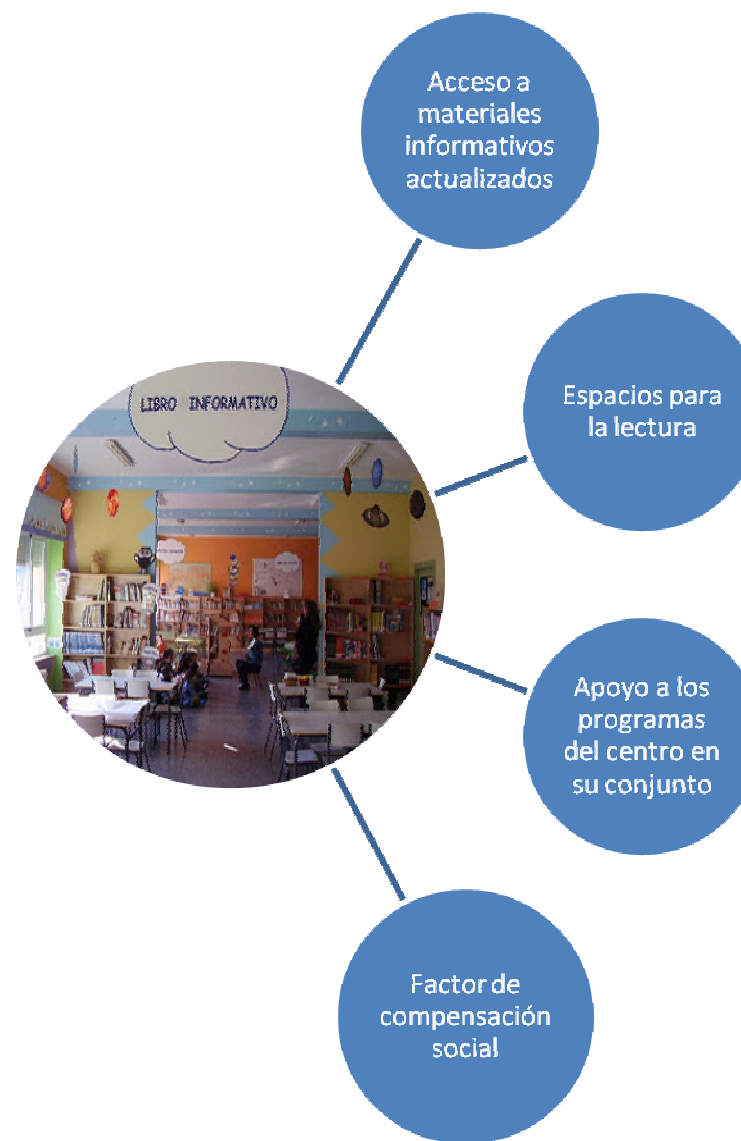 Acceso a
materiales
informativos
actualizados
Espacios para
la lectura
LIBRO INFORMATIVO
Apoyo a los
programas
del centro en
su conjunto
Factor de
compensación
social